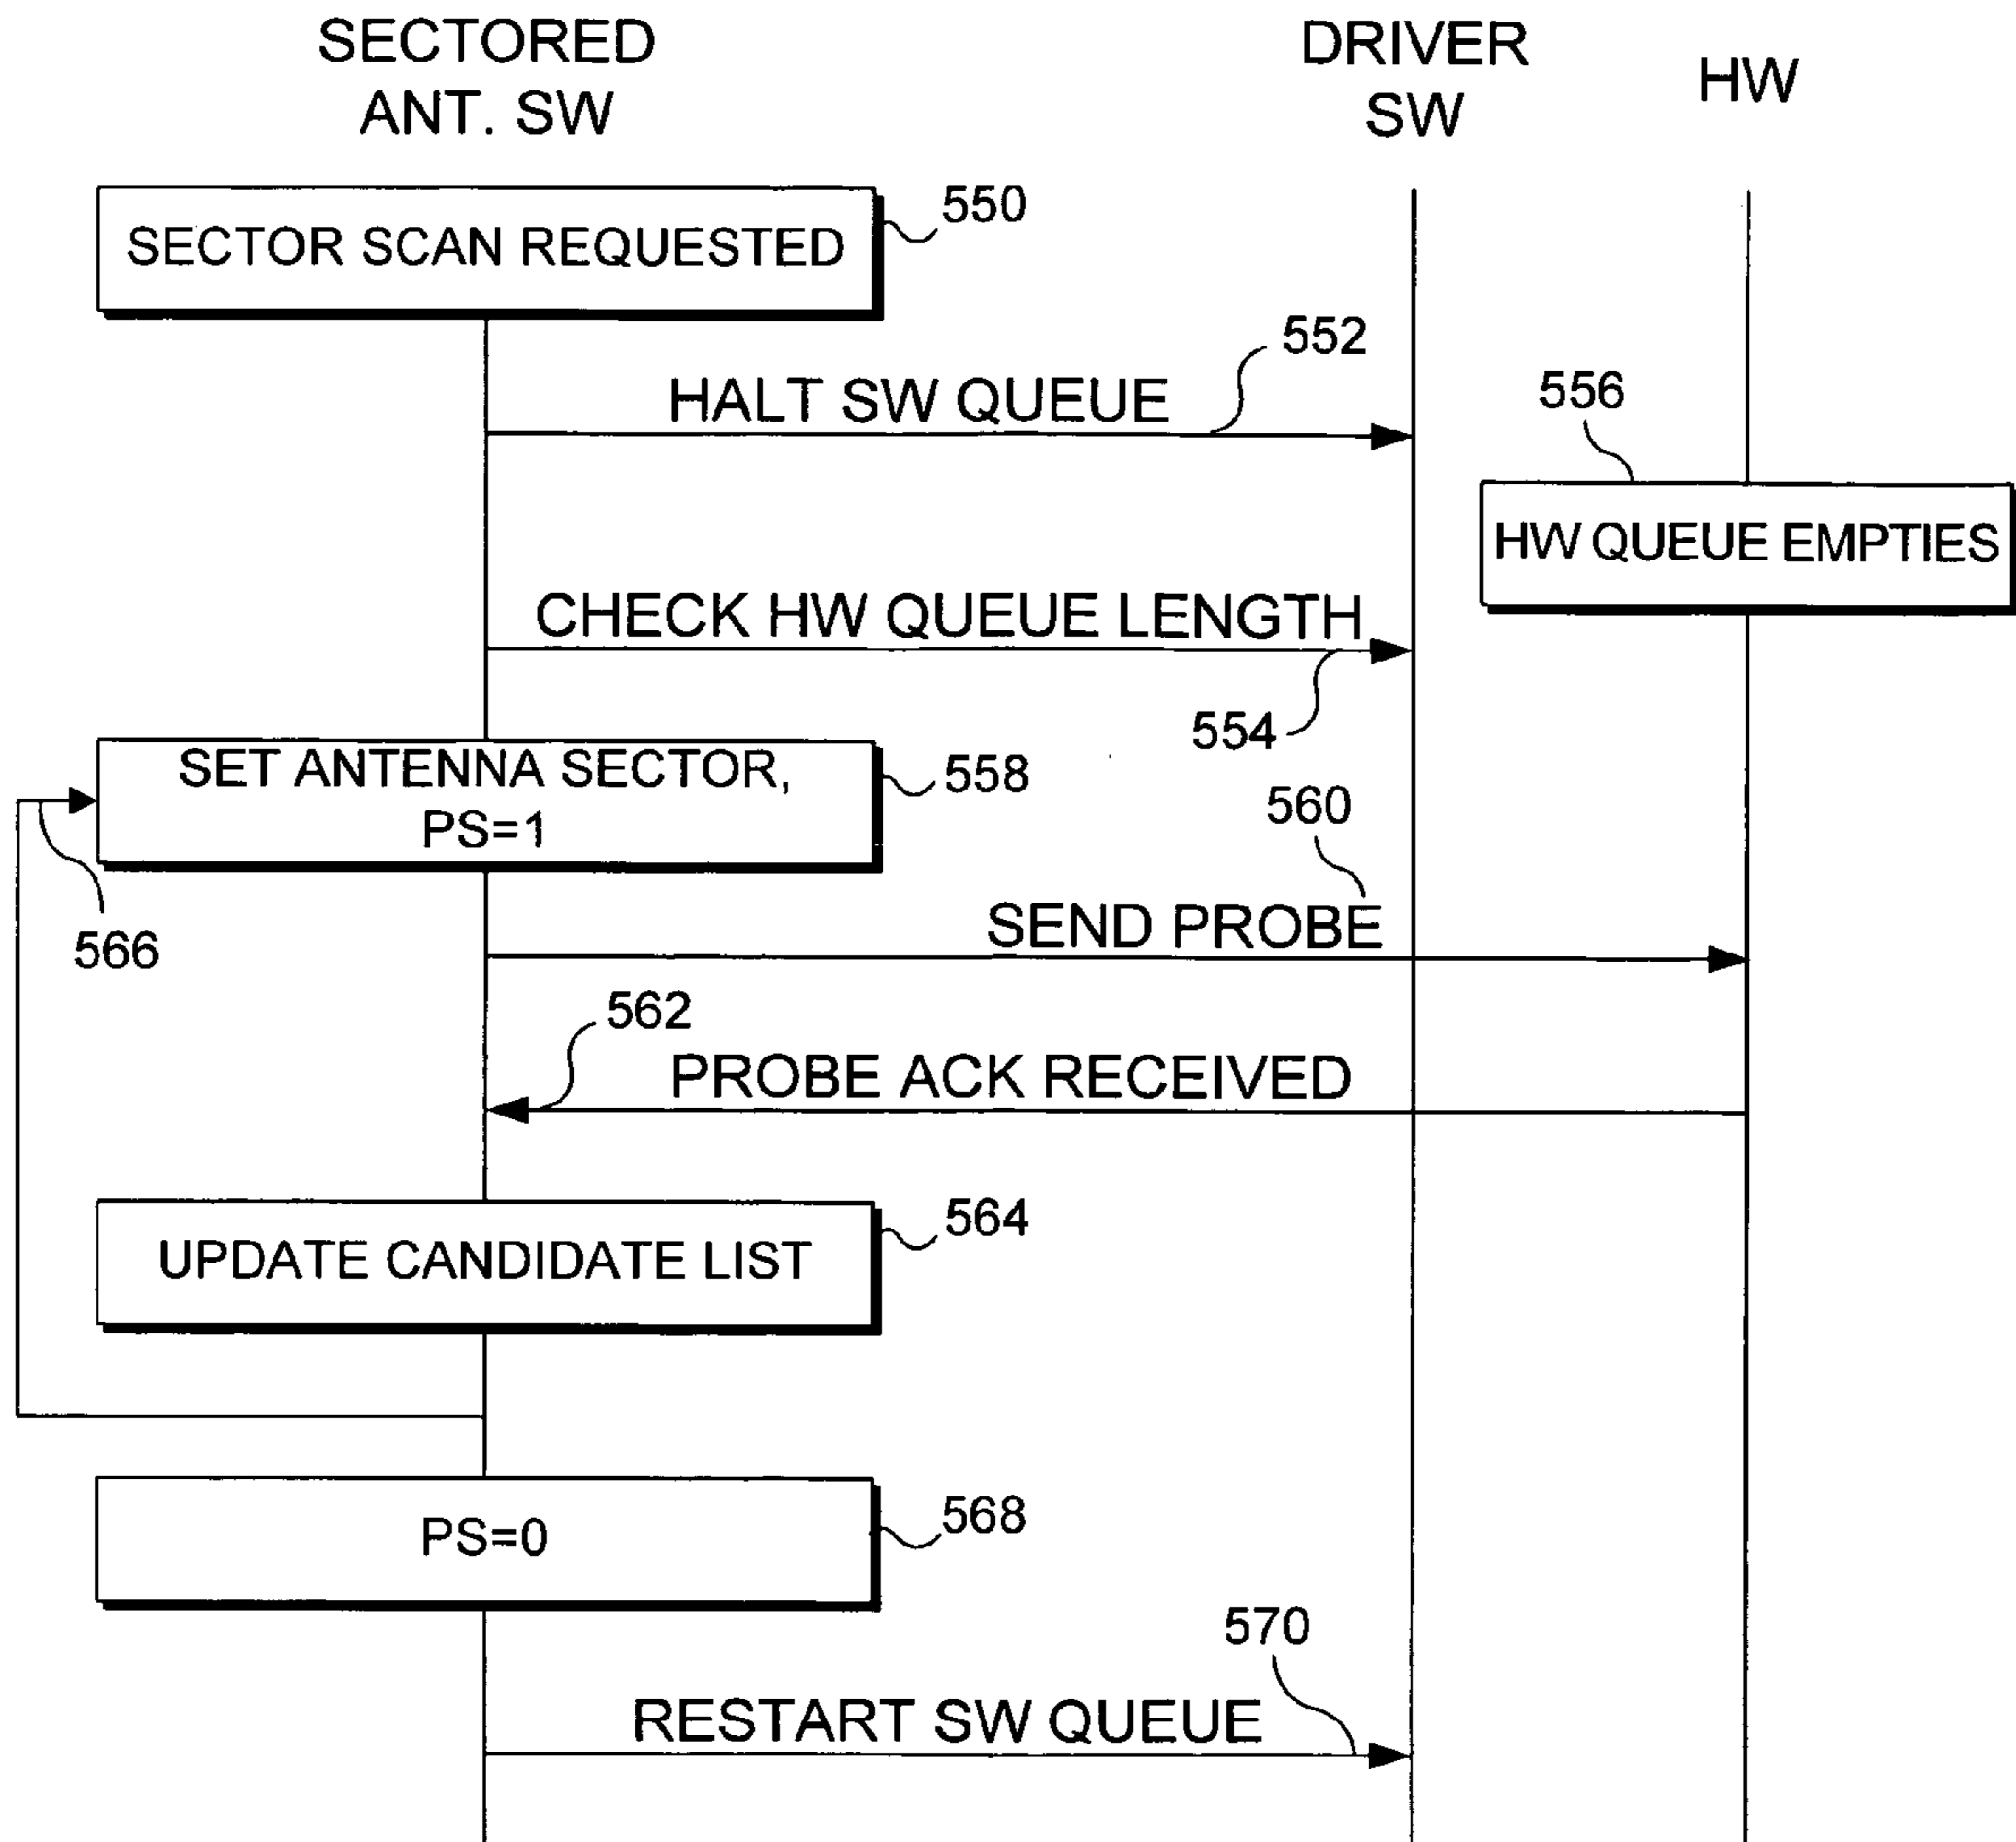 SECTORED
ANT. SW
DRIVER
SW
HW
SECTOR SCAN REQUESTED
550
552
HALT SW QUEUE
556
HW QUEUE EMPTIES
CHECK HW QUEUE LENGTH
554
SET ANTENNA SECTOR,
PS=1
558
560
566
SEND PROBE
562
PROBE ACK RECEIVED
564
UPDATE CANDIDATE LIST
PS=0
568
570
RESTART SW QUEUE